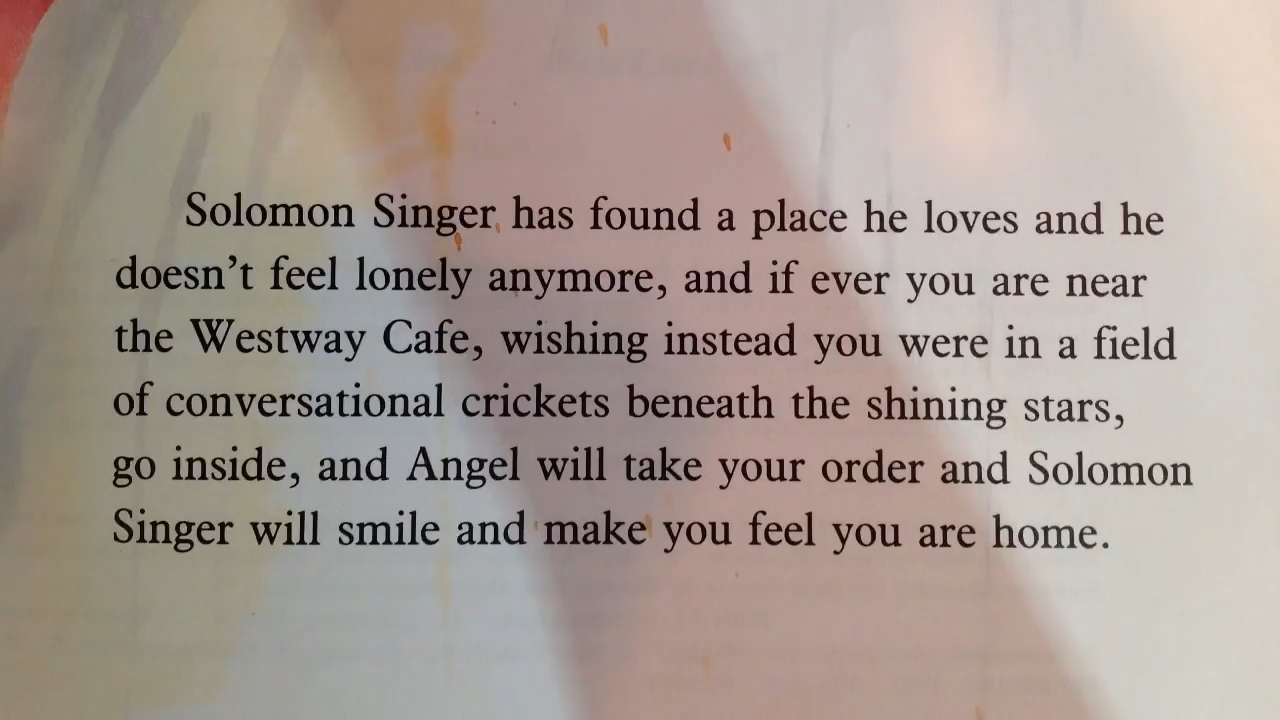 Solomon Singer has found a place he loves and he
doesn't feel lonely anymore, and if ever you are near
the Westway Cafe, wishing instead you were in a field
of conversational crickets beneath the shining stars,
go inside, and Angel will take your order and Solomon
Singer will smile and make you feel you are home.